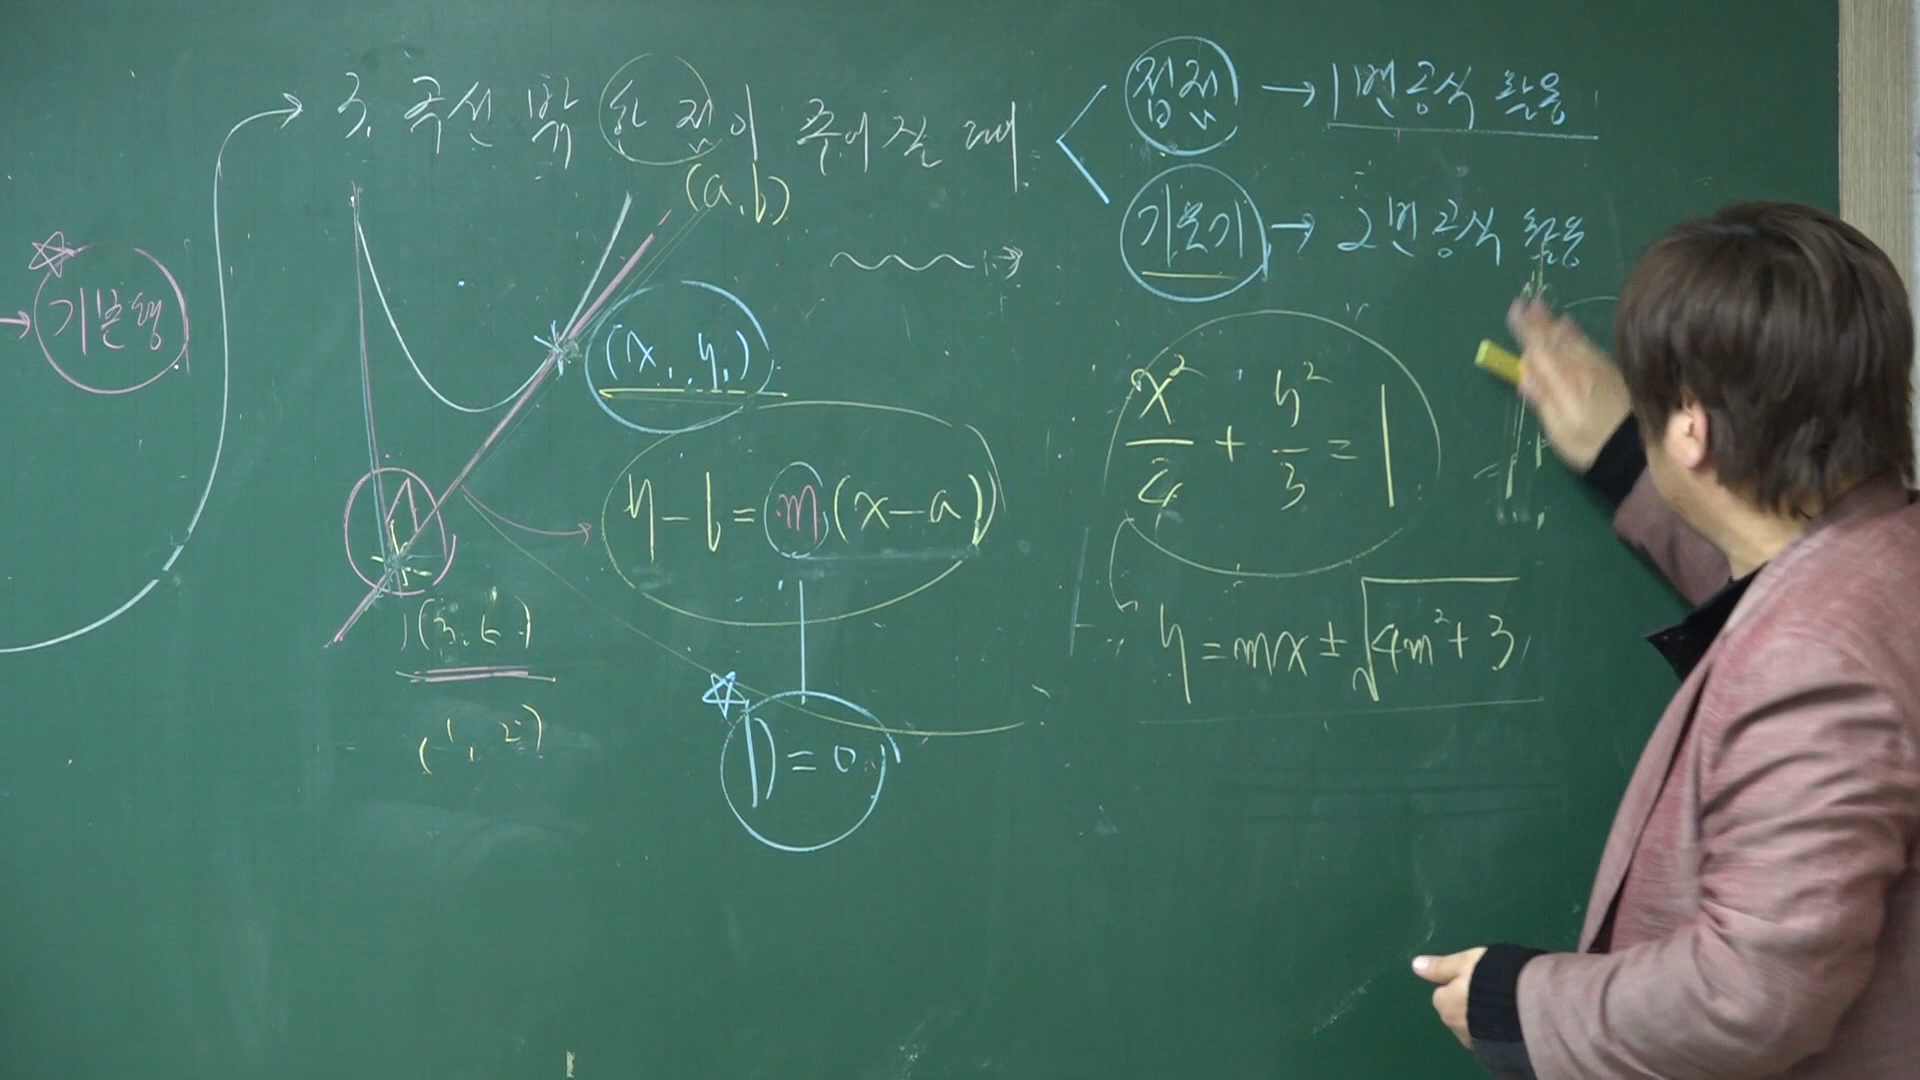 3. 곡선 밖 한 점이 주어질 때
(a, b)
접점 → 1번공식 활용
기울기 → 2번공식 활용
기본형
(x₁, y₁)
y-b=m(x-a)
D=0
(1, 2)
x²/4 + y²/3 = 1
y=mx±√4m²+3